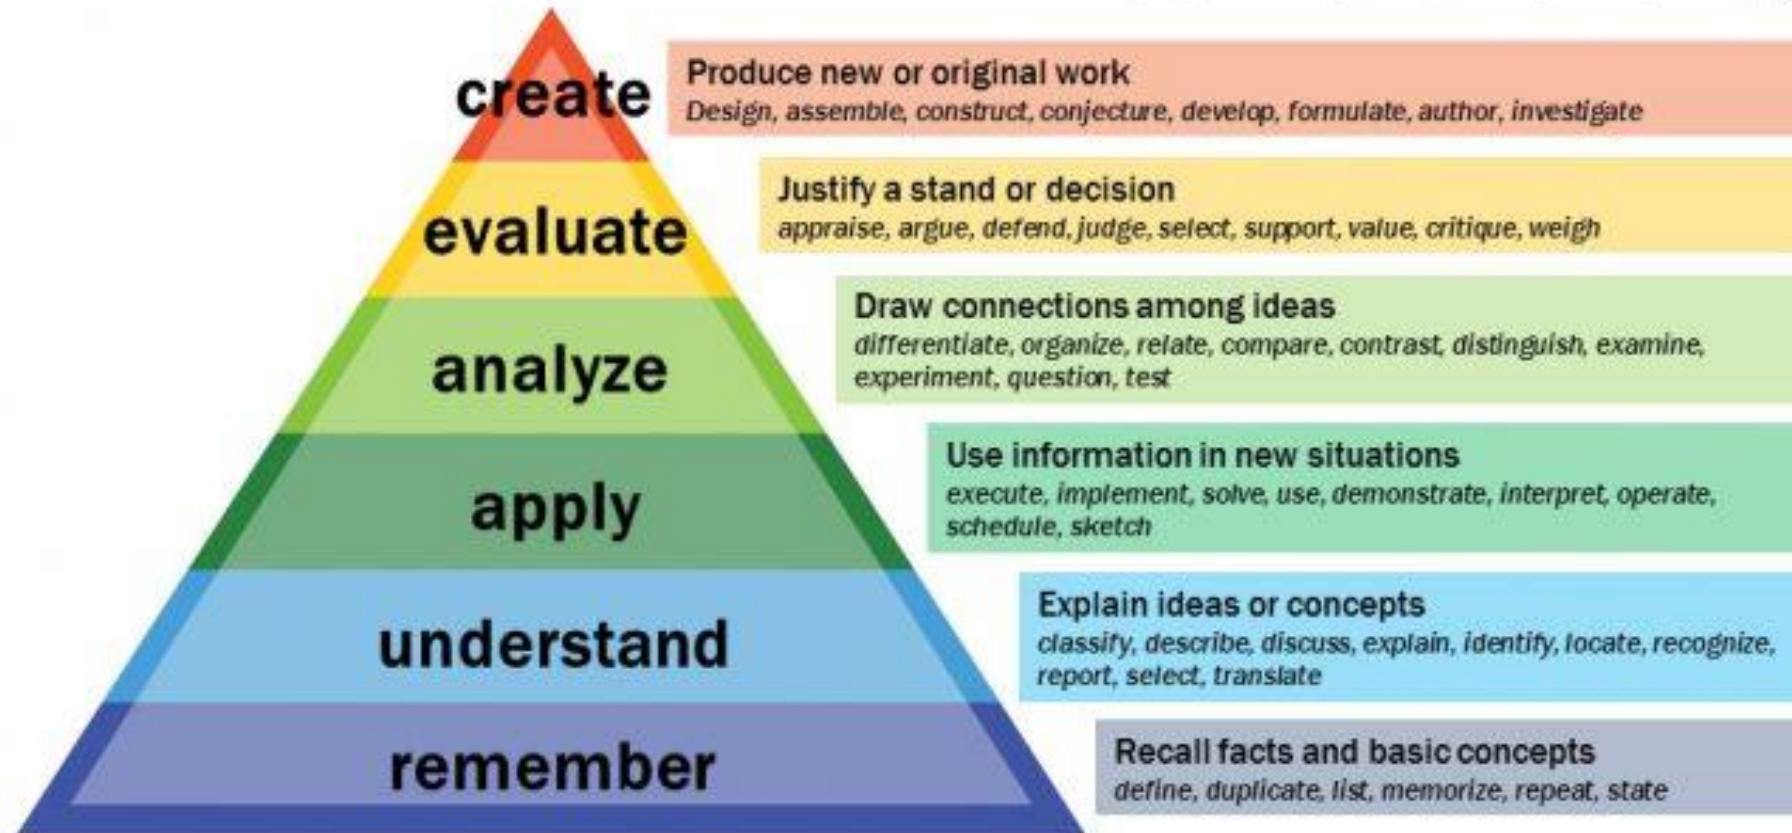 create
Produce new or original work
Design, assemble, construct, conjecture, develop, formulate, author, investigate
evaluate
Justify a stand or decision
appraise, argue, defend, judge, select, support, value, critique, weigh
analyze
Draw connections among ideas
differentiate, organize, relate, compare, contrast, distinguish, examine,
experiment, question, test
apply
Use information in new situations
execute, implement, solve, use, demonstrate, interpret, operate,
schedule, sketch
understand
Explain ideas or concepts
classify, describe, discuss, explain, identify, locate, recognize,
report, select, translate
remember
Recall facts and basic concepts
define, duplicate, list, memorize, repeat, state